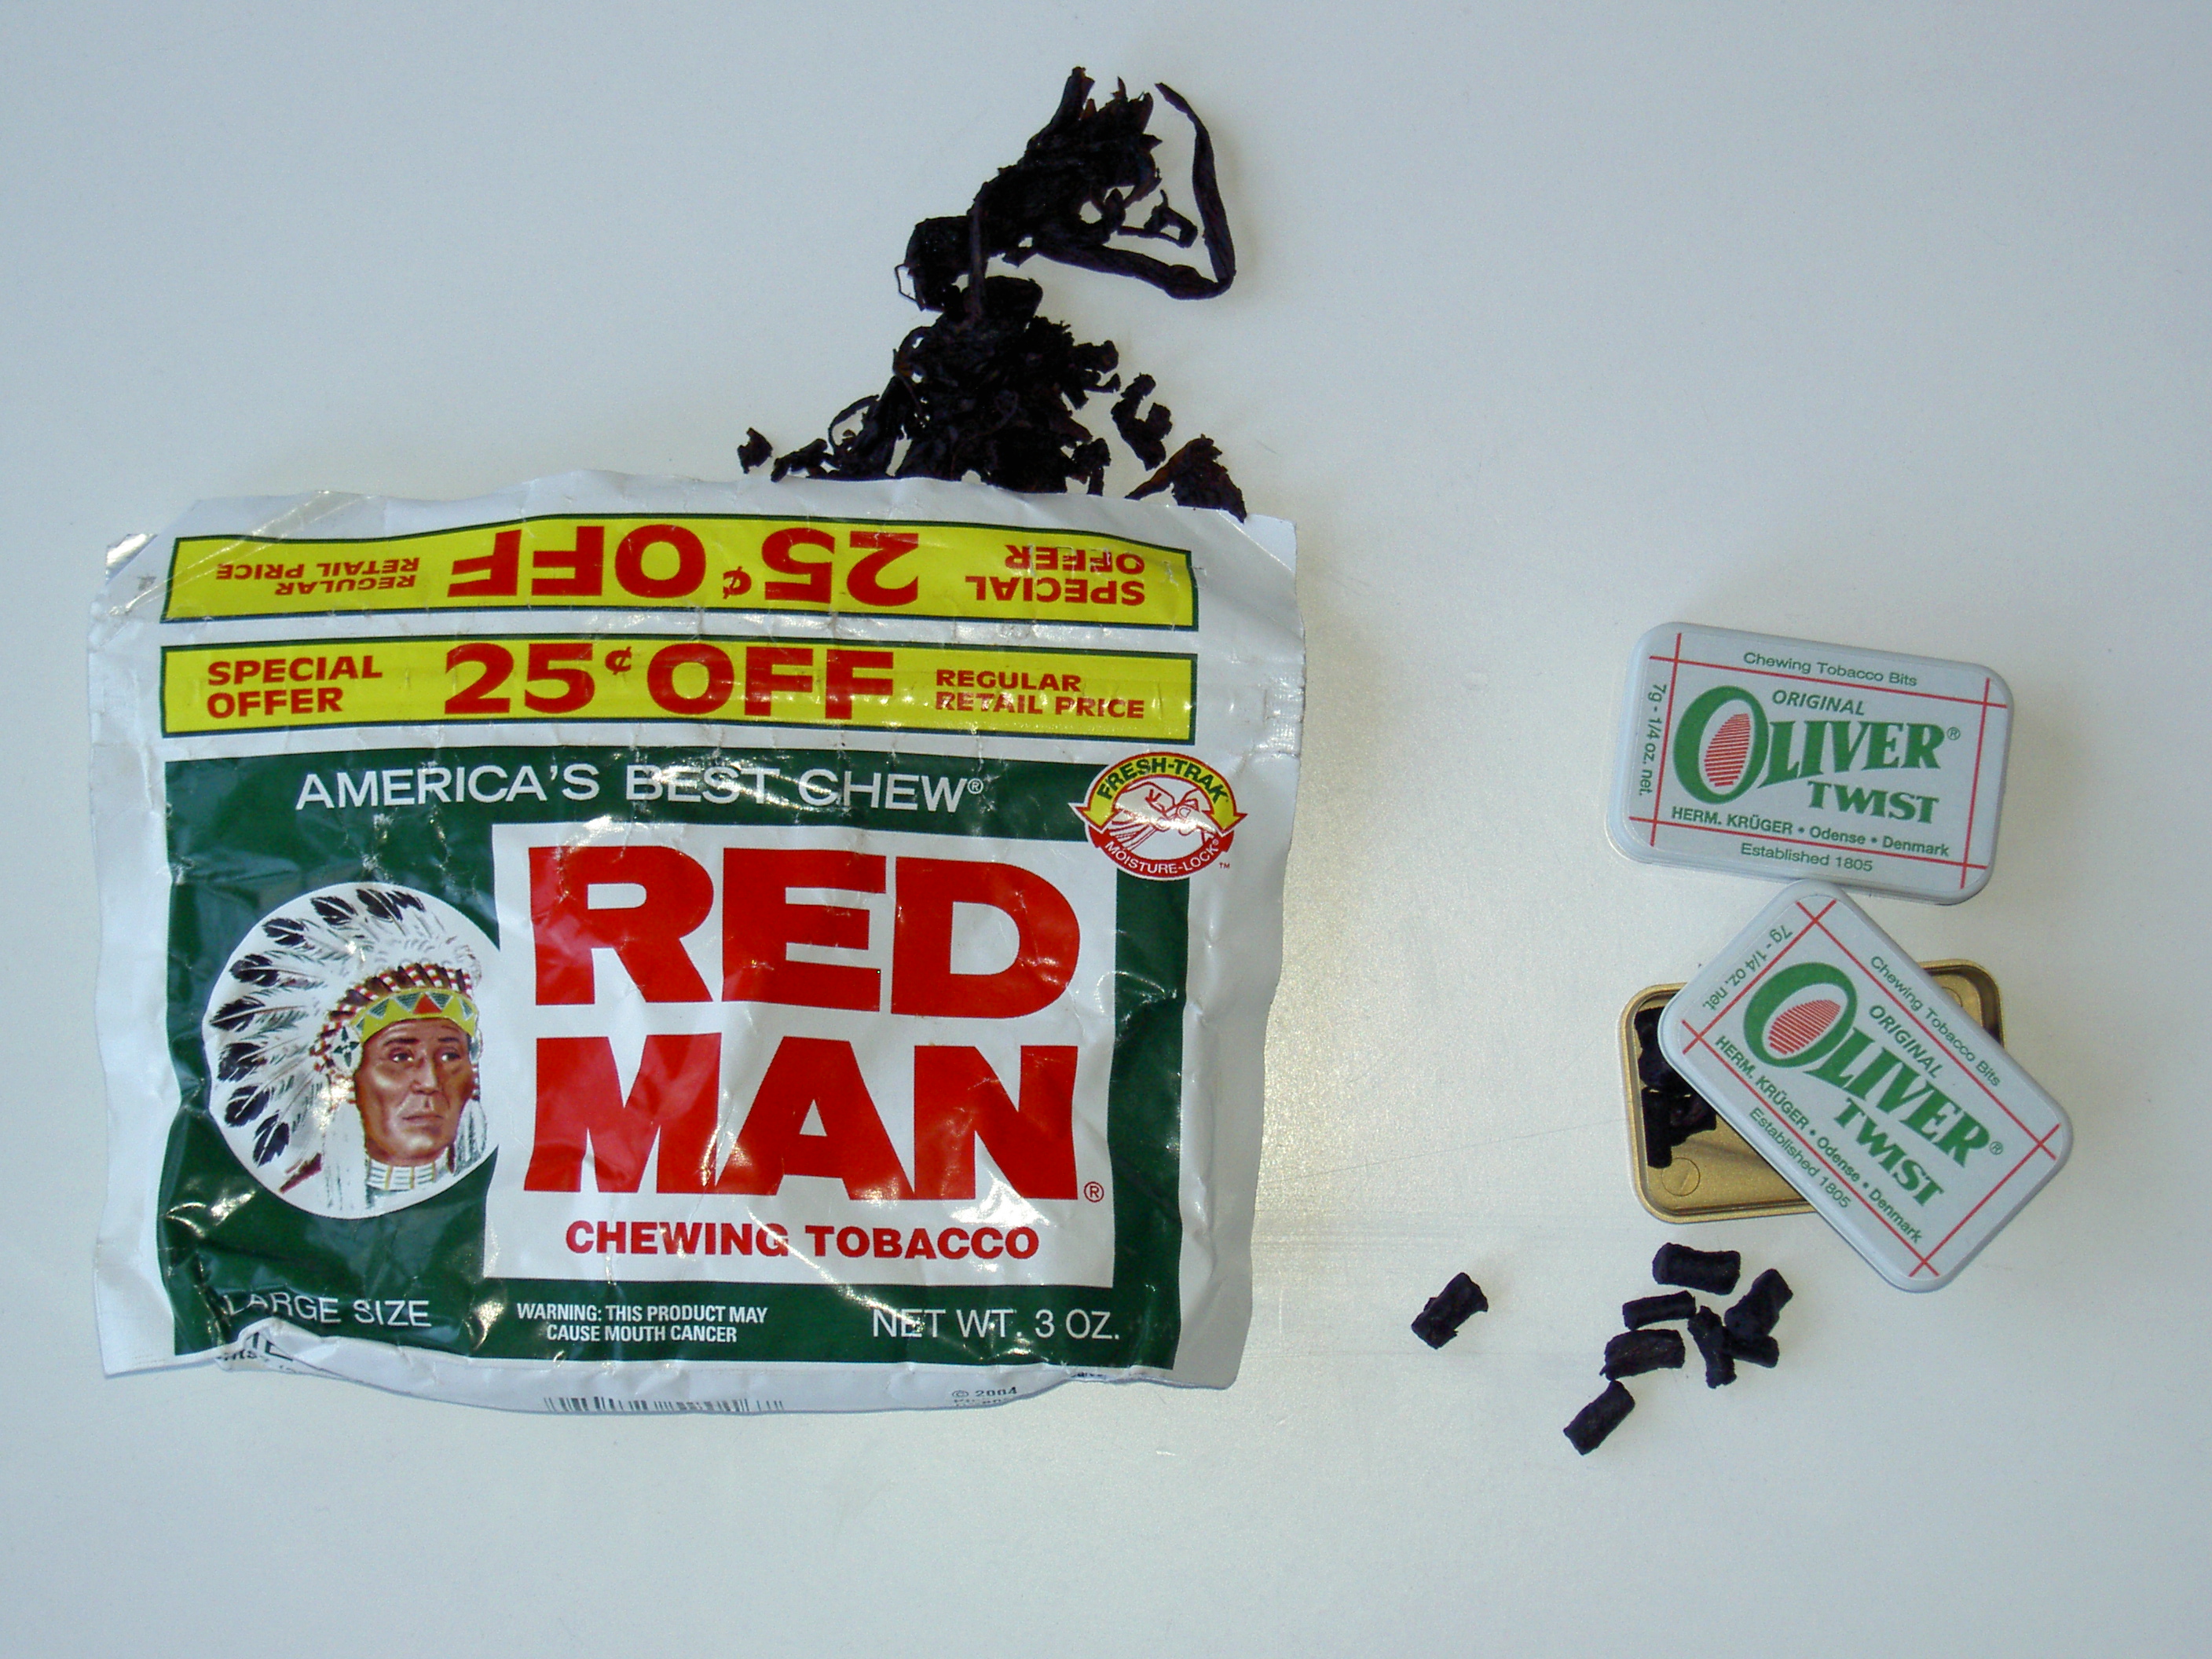 SPECIAL OFFER
25¢ OFF
REGULAR RETAIL PRICE
SPECIAL
OFFER
25¢ OFF
REGULAR
RETAIL PRICE
AMERICA'S BEST CHEW®
FRESH-TRAK
MOISTURE-LOCK®™
RED
MAN®
CHEWING TOBACCO
LARGE SIZE
WARNING: THIS PRODUCT MAY
CAUSE MOUTH CANCER
NET WT. 3 OZ.
© 2004
Chewing Tobacco Bits
7g - 1/4 oz. net.
ORIGINAL
OLIVER®
TWIST
HERM. KRÜGER • Odense • Denmark
Established 1805
Chewing Tobacco Bits
7g - 1/4 oz. net.
ORIGINAL
OLIVER®
TWIST
HERM. KRÜGER • Odense • Denmark
Established 1805